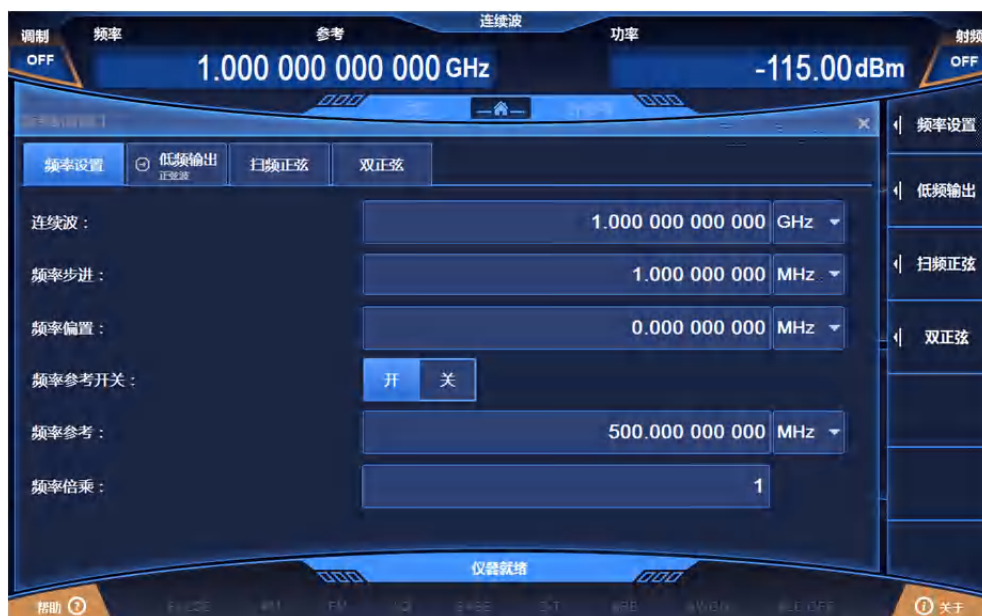 连续波
调制 频率 参考 功率 射频
OFF 1.000 000 000 000 GHz -115.00 dBm OFF
频率设置
频率设置 低频输出 扫频正弦 双正弦
正弦波
低频输出
连续波： 1.000 000 000 000 GHz
扫频正弦
频率步进： 1.000 000 000 MHz
频率偏置： 0.000 000 000 MHz
双正弦
频率参考开关： 开 关
频率参考： 500.000 000 000 MHz
频率倍乘： 1
仪器就绪
帮助 关于